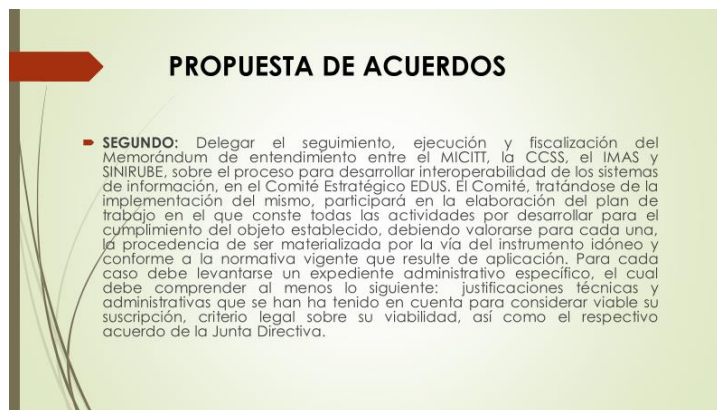 PROPUESTA DE ACUERDOS
SEGUNDO: Delegar el seguimiento, ejecución y fiscalización del
Memorándum de entendimiento entre el MICITT, la CCSS, el IMAS y
SINIRUBE, sobre el proceso para desarrollar interoperabilidad de los sistemas
de información, en el Comité Estratégico EDUS. El Comité, tratándose de la
implementación del mismo, participará en la elaboración del plan de
trabajo en el que conste todas las actividades por desarrollar para el
cumplimiento del objeto establecido, debiendo valorarse para cada una,
la procedencia de ser materializada por la vía del instrumento idóneo y
conforme a la normativa vigente que resulte de aplicación. Para cada
caso debe levantarse un expediente administrativo específico, el cual
debe comprender al menos lo siguiente: justificaciones técnicas y
administrativas que se han ha tenido en cuenta para considerar viable su
suscripción, criterio legal sobre su viabilidad, así como el respectivo
acuerdo de la Junta Directiva.